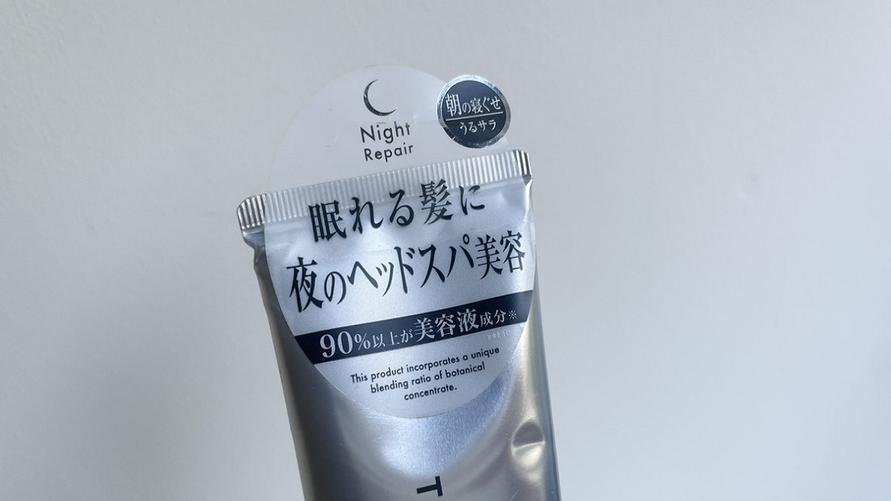 Night
Repair
朝の寝ぐせ
うるサラ
眠れる髪に
夜のヘッドスパ美容
90%以上が美容液成分※
This product incorporates a unique
blending ratio of botanical
concentrate.
T